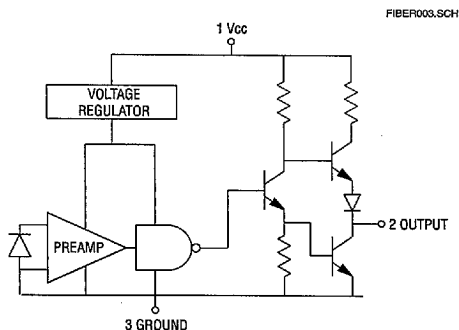 FIBER003.SCH
1 Vcc
VOLTAGE
REGULATOR
PREAMP
2 OUTPUT
3 GROUND